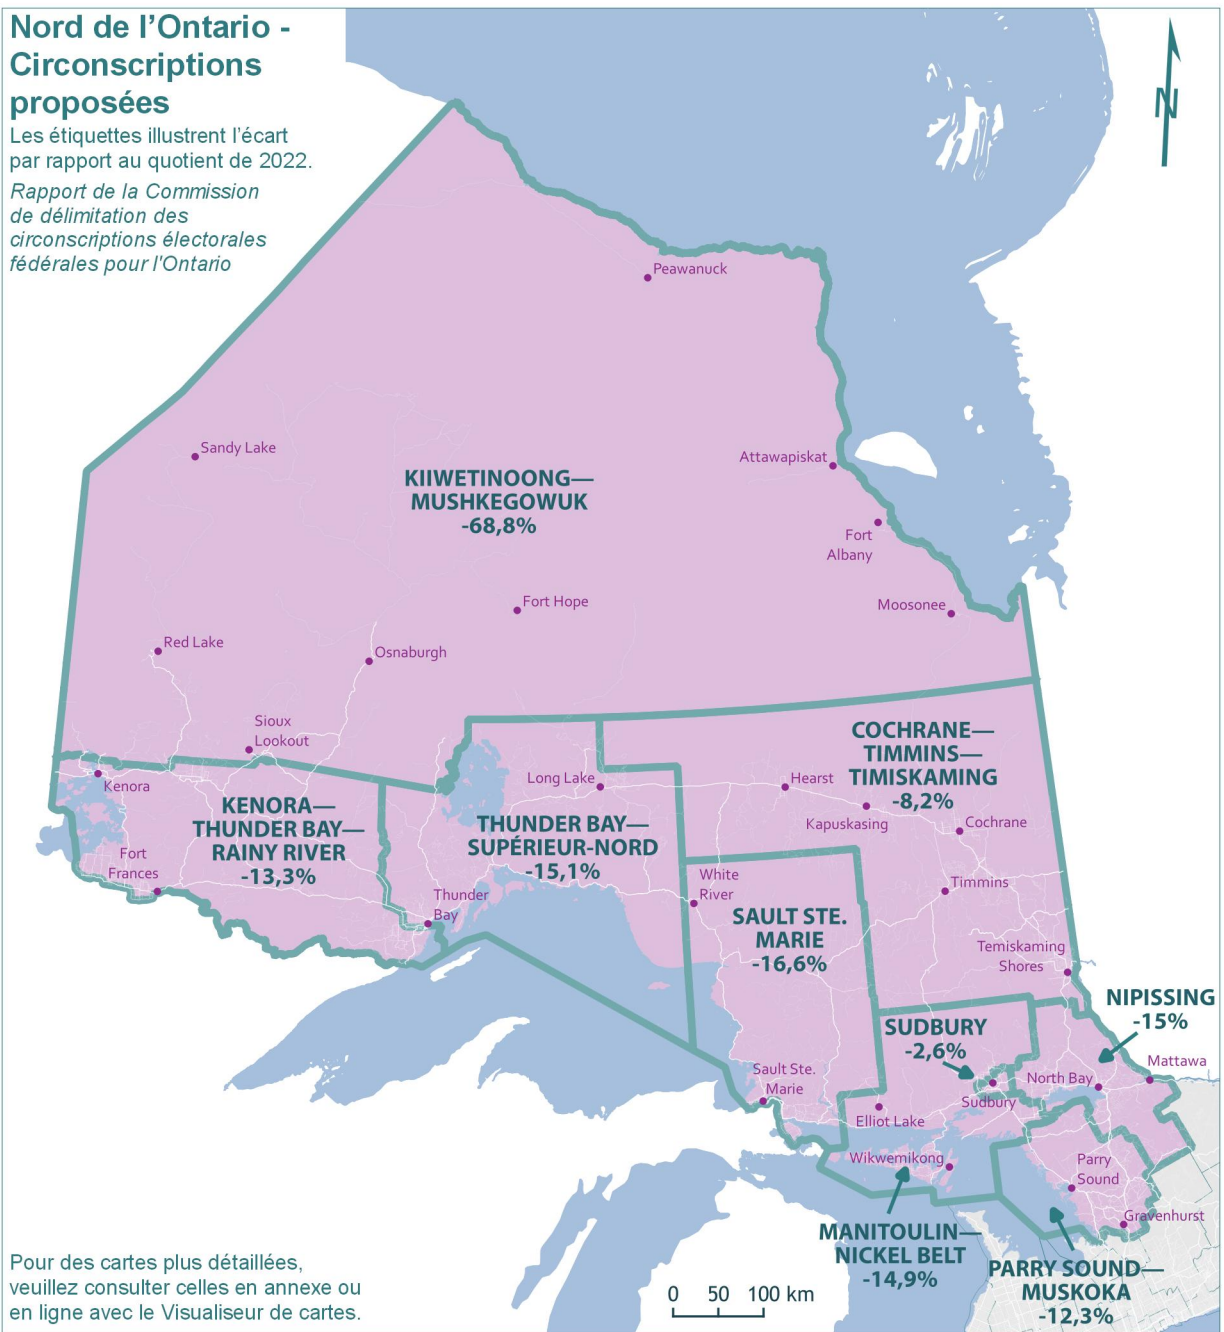 Nord de l’Ontario -
Circonscriptions
proposées
Les étiquettes illustrent l’écart
par rapport au quotient de 2022.
Rapport de la Commission
de délimitation des
circonscriptions électorales
fédérales pour l'Ontario
N
Peawanuck
Sandy Lake
Attawapiskat
KIIWETINOONG—
MUSHKEGOWUK
-68,8%
Fort
Albany
Fort Hope
Moosonee
Red Lake
Osnaburgh
Sioux
Lookout
COCHRANE—
TIMMINS—
TIMISKAMING
-8,2%
Kenora
Long Lake
Hearst
Kapuskasing
Cochrane
KENORA—
THUNDER BAY—
RAINY RIVER
-13,3%
THUNDER BAY—
SUPÉRIEUR-NORD
-15,1%
Fort
Frances
White
River
Timmins
Thunder
Bay
SAULT STE.
MARIE
-16,6%
Temiskaming
Shores
NIPISSING
-15%
SUDBURY
-2,6%
Mattawa
Sault Ste.
Marie
North Bay
Sudbury
Elliot Lake
Wikwemikong
Parry
Sound
Gravenhurst
MANITOULIN—
NICKEL BELT
-14,9%
PARRY SOUND—
MUSKOKA
-12,3%
Pour des cartes plus détaillées,
veuillez consulter celles en annexe ou
en ligne avec le Visualiseur de cartes.
0 50 100 km